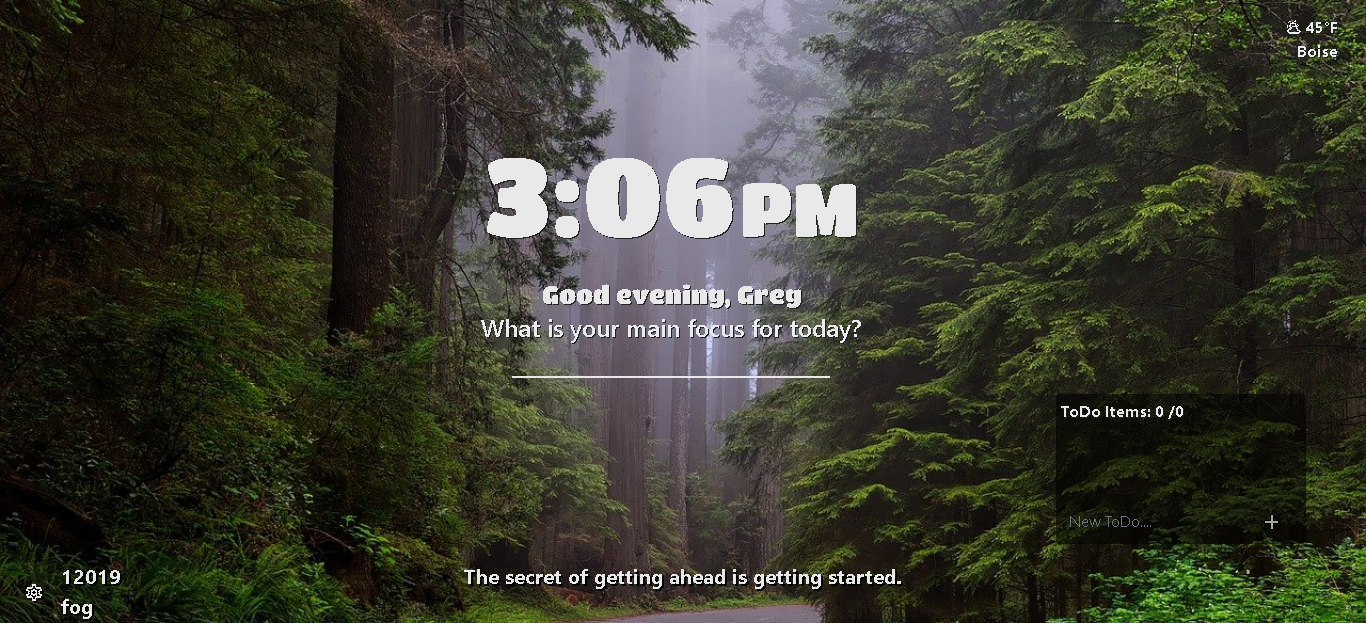 45°F
Boise
3:06PM
Good evening, Greg
What is your main focus for today?
ToDo Items: 0 /0
New ToDo....
The secret of getting ahead is getting started.
12019
fog